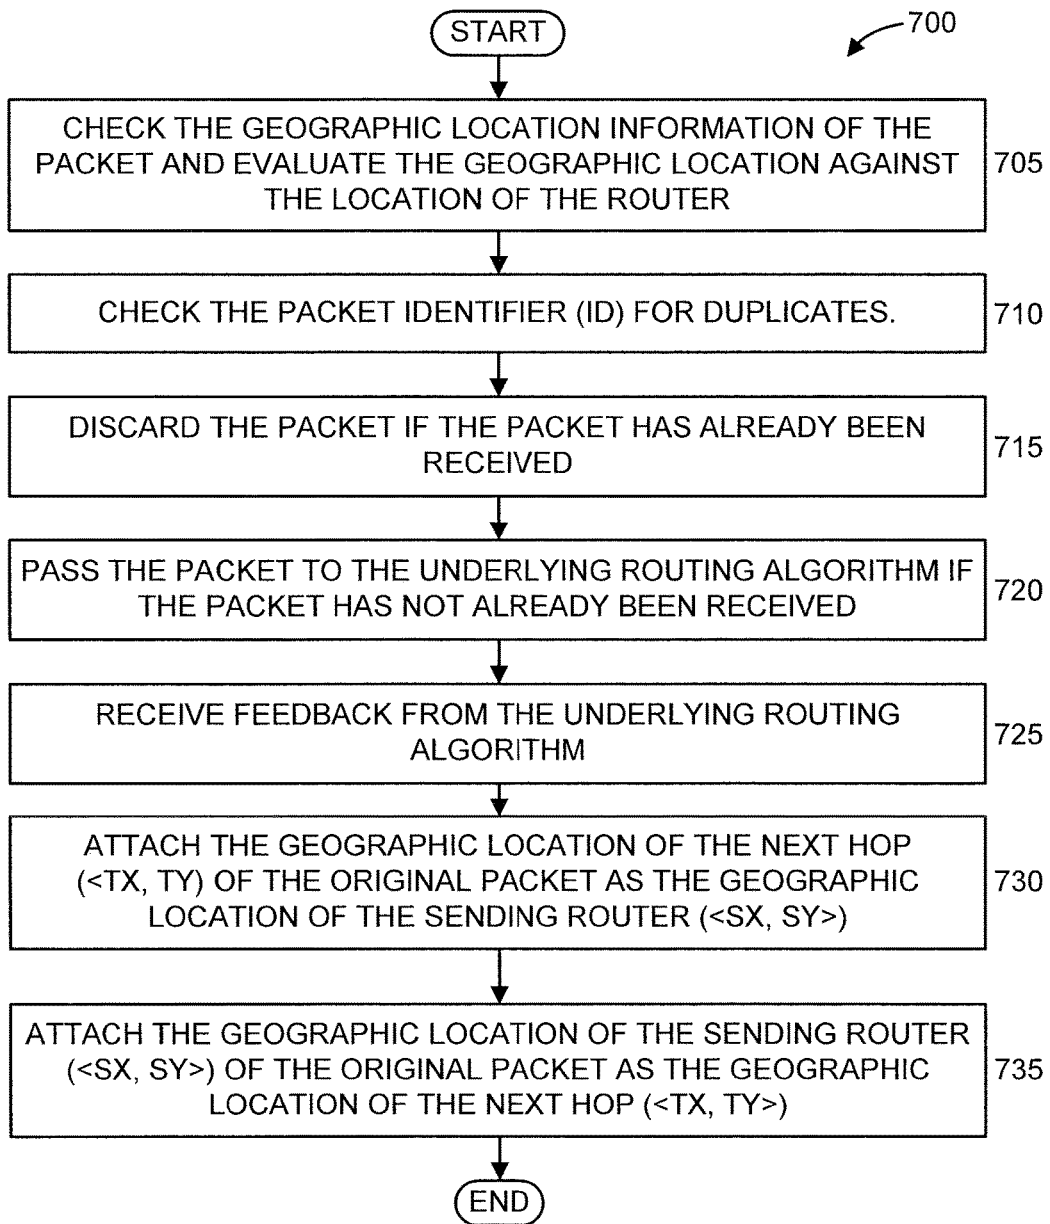 START
700
CHECK THE GEOGRAPHIC LOCATION INFORMATION OF THE
PACKET AND EVALUATE THE GEOGRAPHIC LOCATION AGAINST
THE LOCATION OF THE ROUTER
705
CHECK THE PACKET IDENTIFIER (ID) FOR DUPLICATES.
710
DISCARD THE PACKET IF THE PACKET HAS ALREADY BEEN
RECEIVED
715
PASS THE PACKET TO THE UNDERLYING ROUTING ALGORITHM IF
THE PACKET HAS NOT ALREADY BEEN RECEIVED
720
RECEIVE FEEDBACK FROM THE UNDERLYING ROUTING
ALGORITHM
725
ATTACH THE GEOGRAPHIC LOCATION OF THE NEXT HOP
(<TX, TY) OF THE ORIGINAL PACKET AS THE GEOGRAPHIC
LOCATION OF THE SENDING ROUTER (<SX, SY>)
730
ATTACH THE GEOGRAPHIC LOCATION OF THE SENDING ROUTER
(<SX, SY>) OF THE ORIGINAL PACKET AS THE GEOGRAPHIC
LOCATION OF THE NEXT HOP (<TX, TY>)
735
END